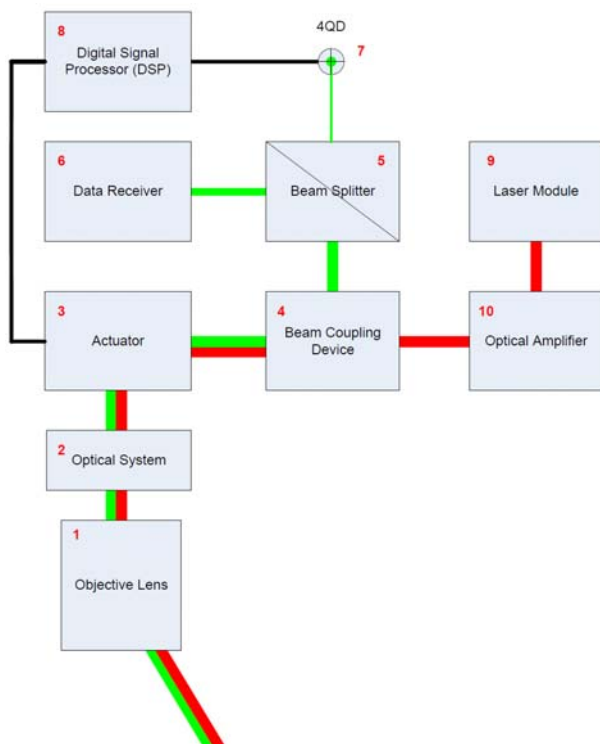 8
Digital Signal
Processor (DSP)
4QD
7
6
Data Receiver
5
Beam Splitter
9
Laser Module
3
Actuator
4
Beam Coupling
Device
10
Optical Amplifier
2
Optical System
1
Objective Lens